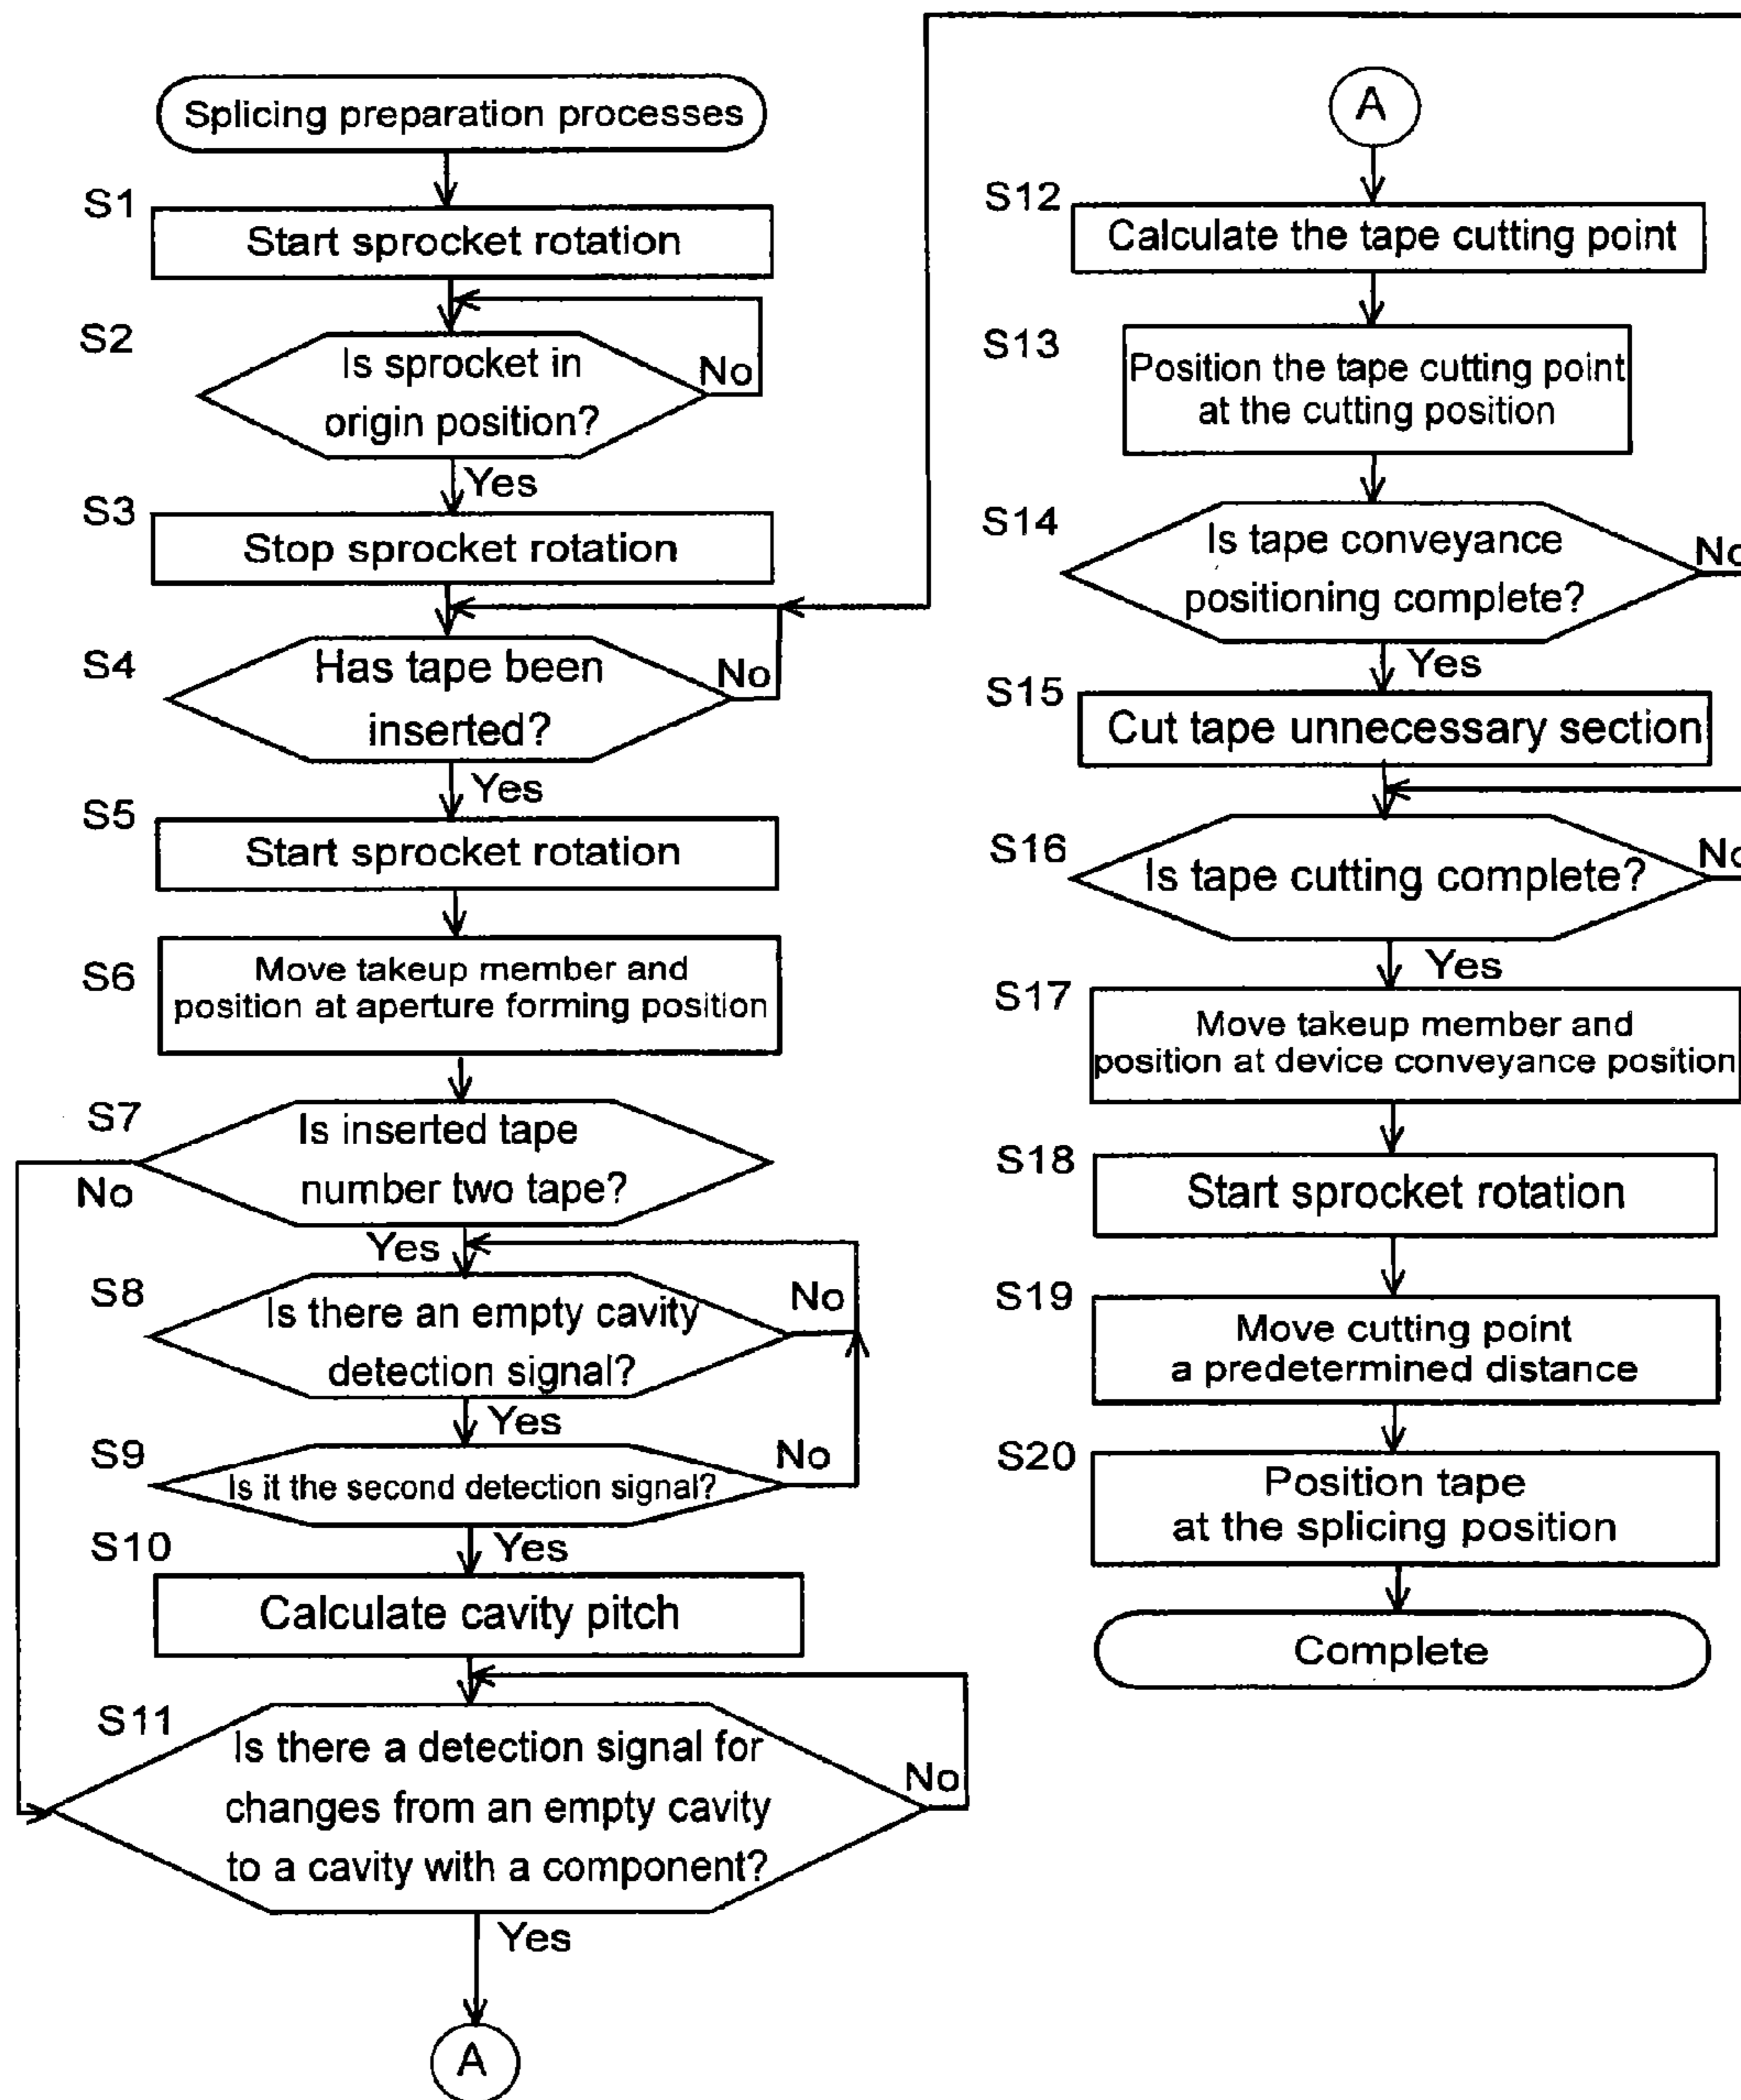 Splicing preparation processes
S1
Start sprocket rotation
S2
Is sprocket in
origin position?
No
Yes
S3
Stop sprocket rotation
S4
Has tape been
inserted?
No
Yes
S5
Start sprocket rotation
S6
Move takeup member and
position at aperture forming position
S7
Is inserted tape
number two tape?
No
Yes
S8
Is there an empty cavity
detection signal?
No
Yes
S9
Is it the second detection signal?
No
Yes
S10
Calculate cavity pitch
S11
Is there a detection signal for
changes from an empty cavity
to a cavity with a component?
No
Yes
A
A
S12
Calculate the tape cutting point
S13
Position the tape cutting point
at the cutting position
S14
Is tape conveyance
positioning complete?
No
Yes
S15
Cut tape unnecessary section
S16
Is tape cutting complete?
No
Yes
S17
Move takeup member and
position at device conveyance position
S18
Start sprocket rotation
S19
Move cutting point
a predetermined distance
S20
Position tape
at the splicing position
Complete